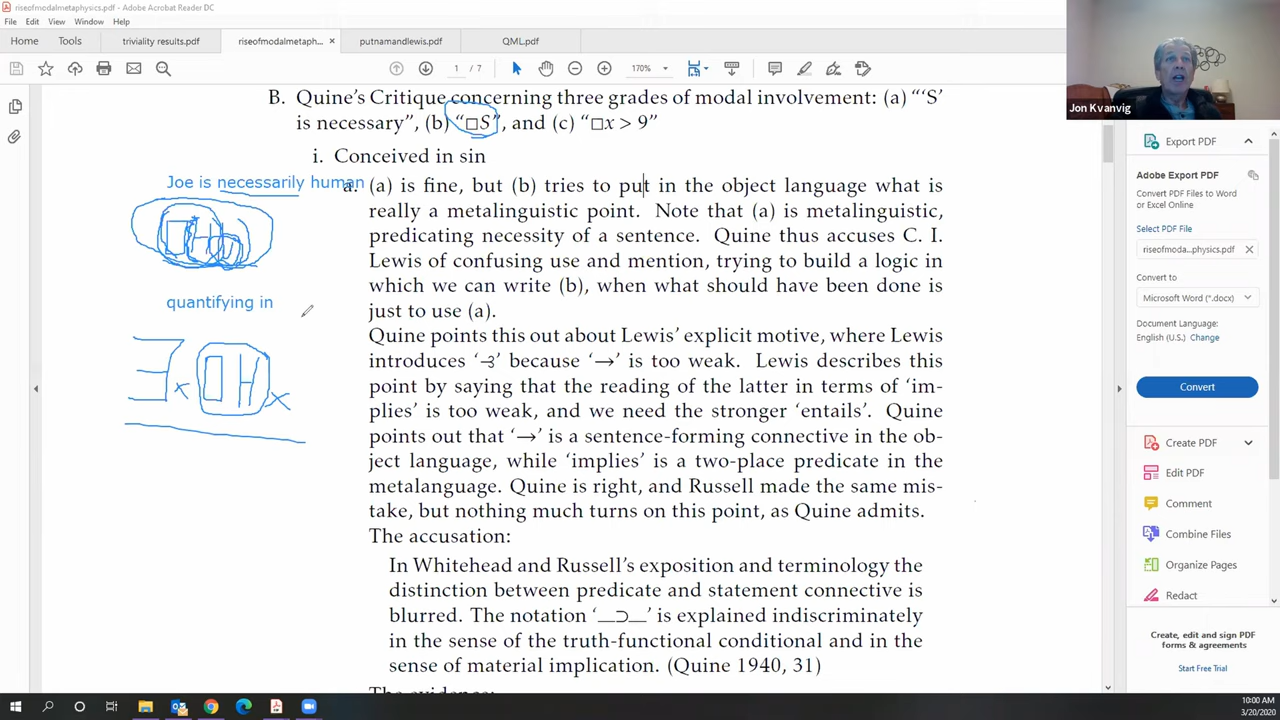 riseofmodalmetaphysics.pdf - Adobe Acrobat Reader DC
File Edit View Window Help
Home Tools triviality results.pdf riseofmodalmetaph... × putnamandlewis.pdf QML.pdf
1 / 7 170%
Jon Kvanvig
B. Quine’s Critique concerning three grades of modal involvement: (a) “‘S’
is necessary”, (b) “□S”, and (c) “□x > 9”
i. Conceived in sin
Joe is necessarily human
a. (a) is fine, but (b) tries to put in the object language what is
really a metalinguistic point. Note that (a) is metalinguistic,
predicating necessity of a sentence. Quine thus accuses C. I.
Lewis of confusing use and mention, trying to build a logic in
which we can write (b), when what should have been done is
just to use (a).
□H
quantifying in
∃x □Hx
Quine points this out about Lewis’ explicit motive, where Lewis
introduces ‘⥽’ because ‘→’ is too weak. Lewis describes this
point by saying that the reading of the latter in terms of ‘im-
plies’ is too weak, and we need the stronger ‘entails’. Quine
points out that ‘→’ is a sentence-forming connective in the ob-
ject language, while ‘implies’ is a two-place predicate in the
metalanguage. Quine is right, and Russell made the same mis-
take, but nothing much turns on this point, as Quine admits.
The accusation:
In Whitehead and Russell’s exposition and terminology the
distinction between predicate and statement connective is
blurred. The notation ‘__⊃__’ is explained indiscriminately
in the sense of the truth-functional conditional and in the
sense of material implication. (Quine 1940, 31)
The evidence:
Export PDF
Adobe Export PDF
Convert PDF Files to Word
or Excel Online
Select PDF File
riseofmoda...physics.pdf ×
Convert to
Microsoft Word (*.docx)
Document Language:
English (U.S.) Change
Convert
Create PDF
Edit PDF
Comment
Combine Files
Organize Pages
Redact
Convert, edit and sign PDF
forms & agreements
Start Free Trial
10:00 AM
3/20/2020